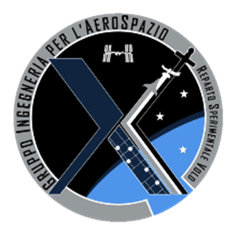 GRUPPO INGEGNERIA PER L'AEROSPAZIO
REPARTO SPERIMENTALE VOLO